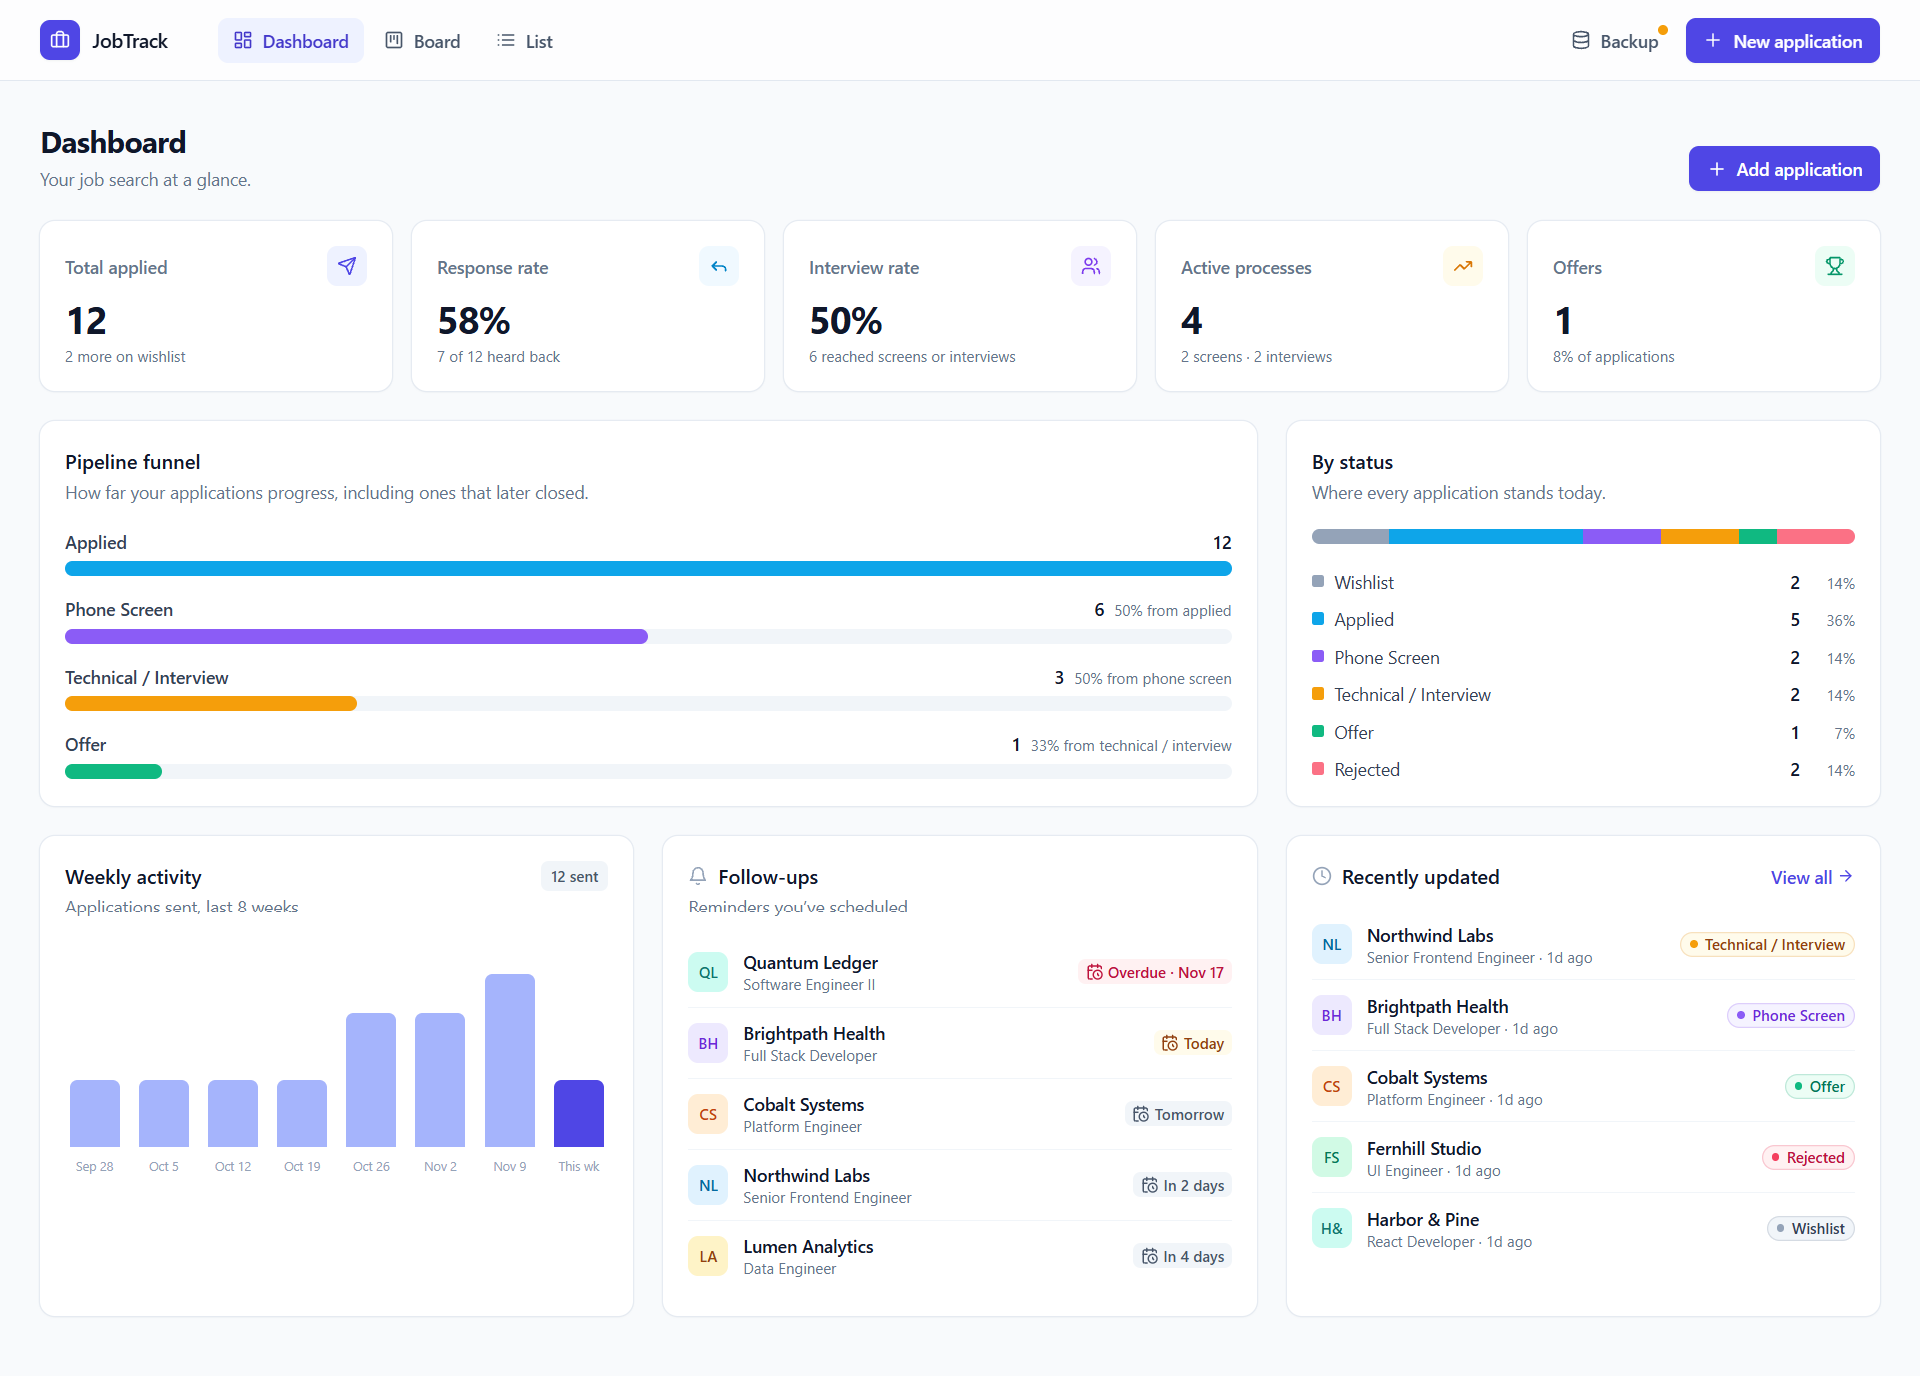 JobTrack
Dashboard
Board
List
Backup
New application
Dashboard
Your job search at a glance.
Add application
Total applied
12
2 more on wishlist
Response rate
58%
7 of 12 heard back
Interview rate
50%
6 reached screens or interviews
Active processes
4
2 screens · 2 interviews
Offers
1
8% of applications
Pipeline funnel
How far your applications progress, including ones that later closed.
Applied 12
Phone Screen 6 50% from applied
Technical / Interview 3 50% from phone screen
Offer 1 33% from technical / interview
By status
Where every application stands today.
Wishlist 2 14%
Applied 5 36%
Phone Screen 2 14%
Technical / Interview 2 14%
Offer 1 7%
Rejected 2 14%
Weekly activity 12 sent
Applications sent, last 8 weeks
Sep 28 Oct 5 Oct 12 Oct 19 Oct 26 Nov 2 Nov 9 This wk
Follow-ups
Reminders you've scheduled
QL Quantum Ledger Overdue · Nov 17
Software Engineer II
BH Brightpath Health Today
Full Stack Developer
CS Cobalt Systems Tomorrow
Platform Engineer
NL Northwind Labs In 2 days
Senior Frontend Engineer
LA Lumen Analytics In 4 days
Data Engineer
Recently updated View all
NL Northwind Labs Technical / Interview
Senior Frontend Engineer · 1d ago
BH Brightpath Health Phone Screen
Full Stack Developer · 1d ago
CS Cobalt Systems Offer
Platform Engineer · 1d ago
FS Fernhill Studio Rejected
UI Engineer · 1d ago
H& Harbor & Pine Wishlist
React Developer · 1d ago